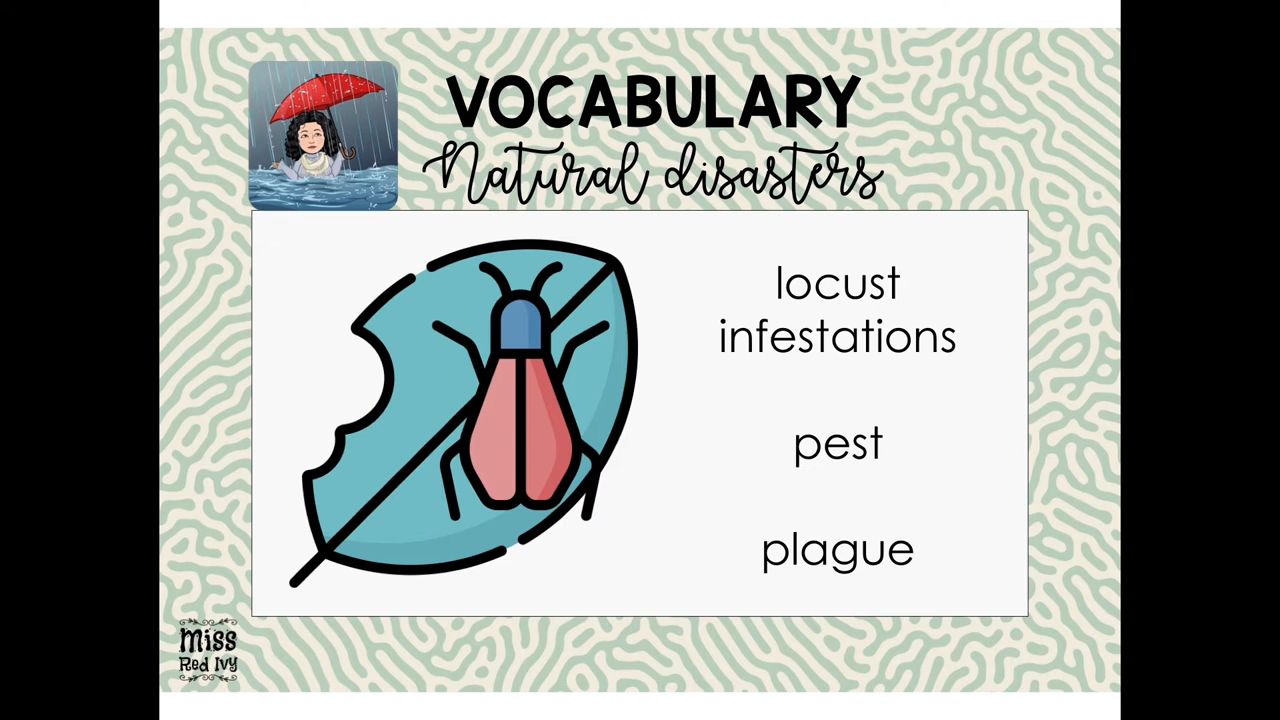 VOCABULARY
Natural disasters
locust
infestations
pest
plague
Miss
Red Ivy